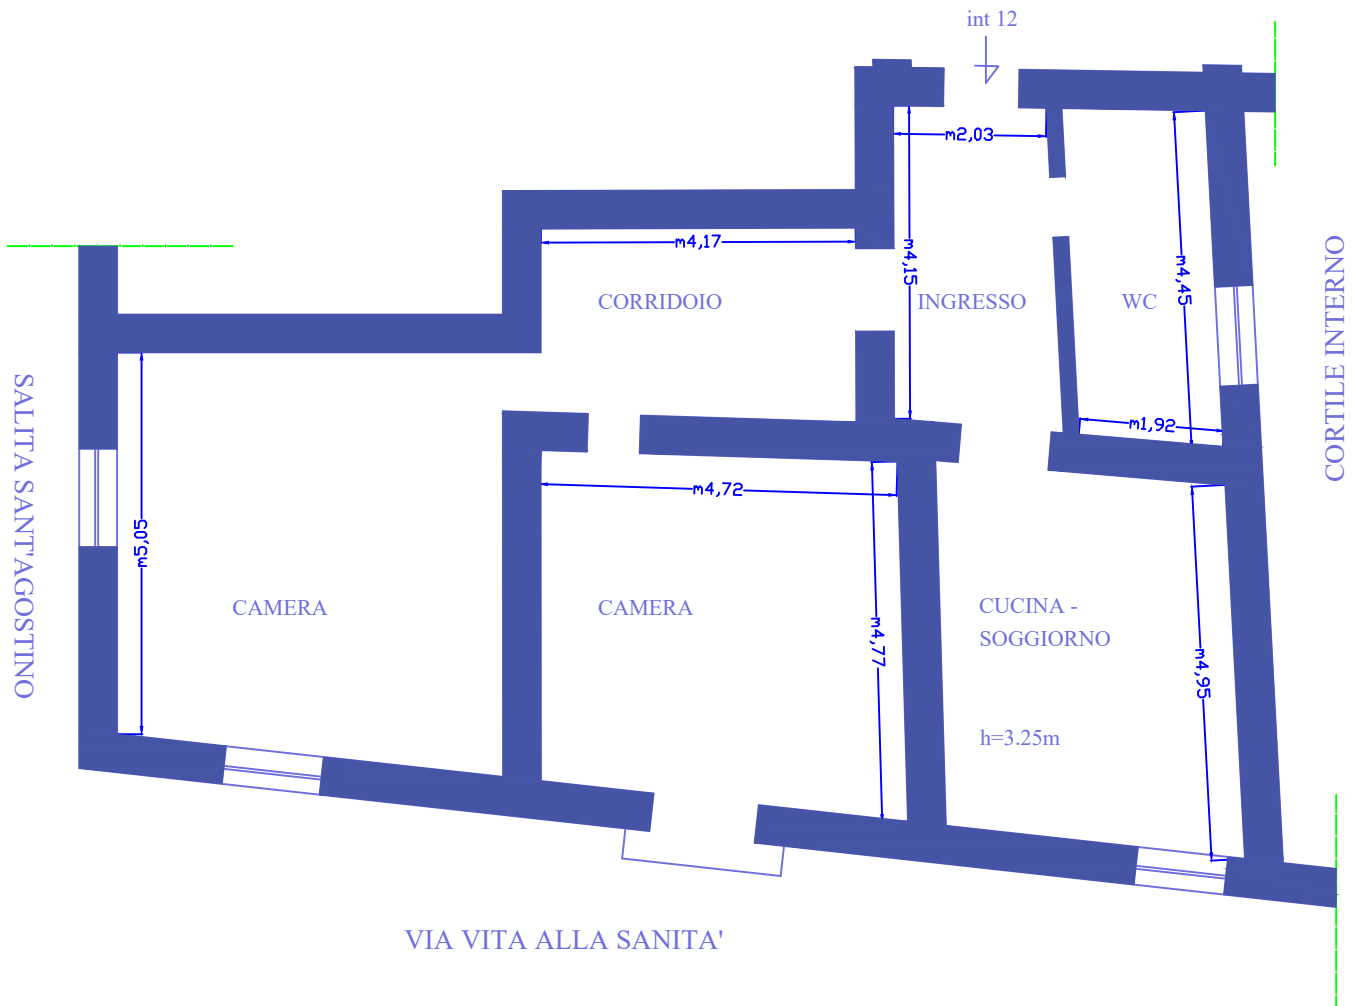 int 12
m2,03
m4,17
m4,15
m4,45
CORRIDOIO
INGRESSO
WC
CORTILE INTERNO
SALITA SANT'AGOSTINO
m1,92
m4,72
m5,05
CAMERA
CAMERA
m4,77
CUCINA -
SOGGIORNO
m4,95
h=3.25m
VIA VITA ALLA SANITA'